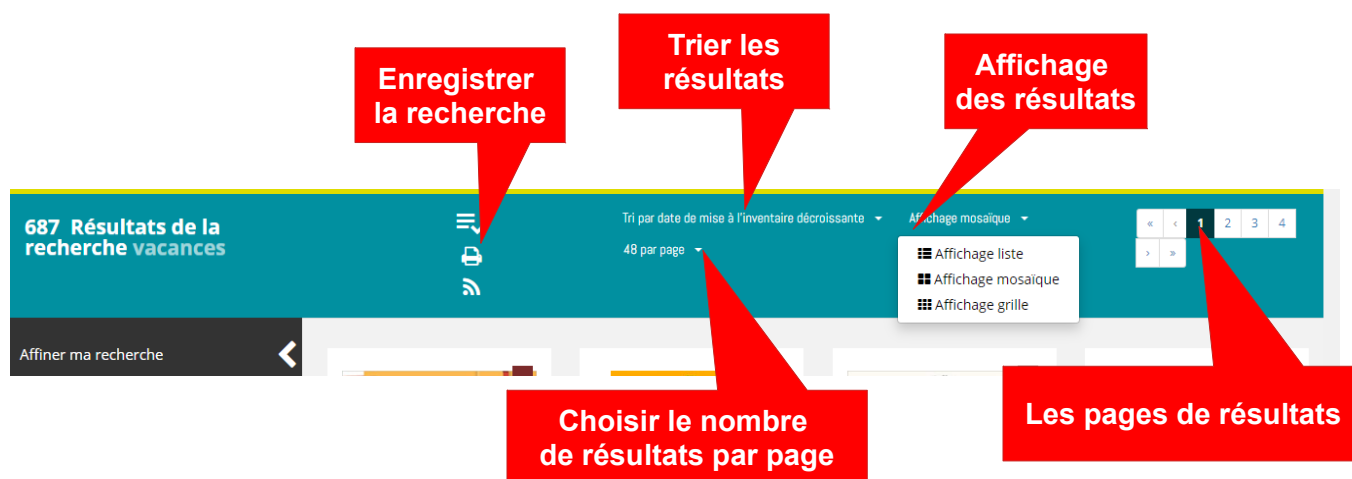 Trier les
résultats
Enregistrer
la recherche
Affichage
des résultats
687 Résultats de la
recherche vacances
Tri par date de mise à l'inventaire décroissante
Affichage mosaïque
48 par page
Affichage liste
Affichage mosaïque
Affichage grille
« ‹ 1 2 3 4
› »
Affiner ma recherche
Choisir le nombre
de résultats par page
Les pages de résultats